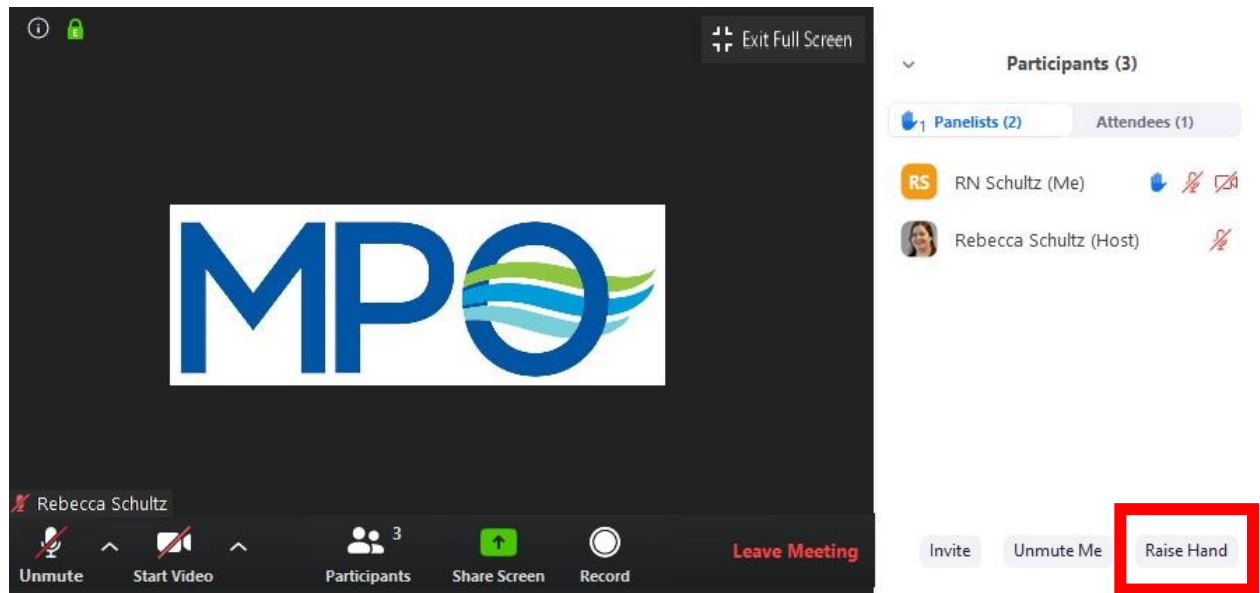 E
Exit Full Screen
Participants (3)
1 Panelists (2)
Attendees (1)
RS RN Schultz (Me)
Rebecca Schultz (Host)
MPO
Rebecca Schultz
3
Unmute
Start Video
Participants
Share Screen
Record
Leave Meeting
Invite
Unmute Me
Raise Hand